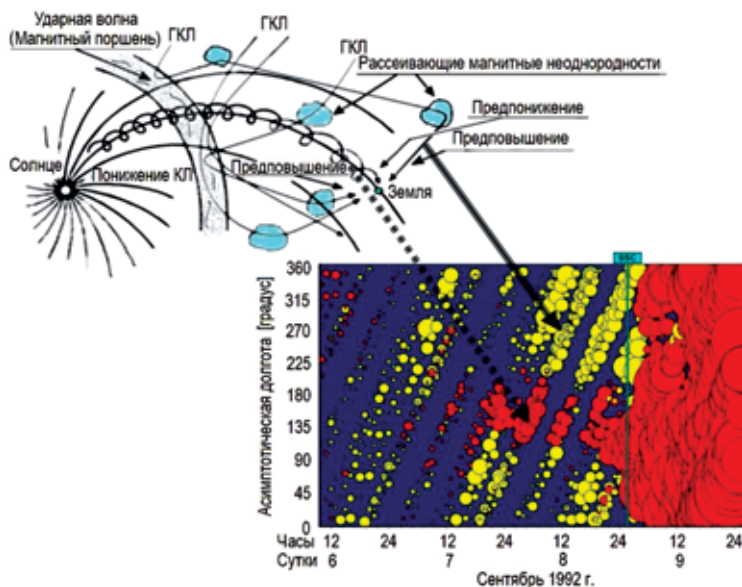 Ударная волна
(Магнитный поршень)
ГКЛ
ГКЛ
ГКЛ
Рассеивающие магнитные неоднородности
Предпонижение
Предповышение
Солнце
Понижение КЛ
Предповышение
Земля
SSC
Асимптотическая долгота [градус]
360
315
270
225
180
135
90
45
0
Часы 12 24 12 24 12 24 12 24
Сутки 6 7 8 9
Сентябрь 1992 г.